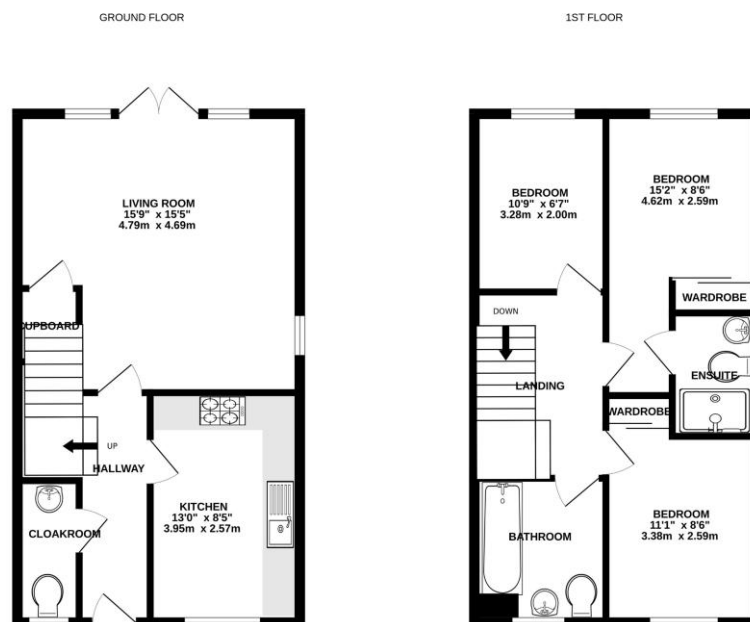 GROUND FLOOR
1ST FLOOR
LIVING ROOM
15'9" x 15'5"
4.79m x 4.69m
UPBOARD
UP
HALLWAY
CLOAKROOM
KITCHEN
13'0" x 8'5"
3.95m x 2.57m
BEDROOM
10'9" x 6'7"
3.28m x 2.00m
BEDROOM
15'2" x 8'6"
4.62m x 2.59m
WARDROBE
DOWN
LANDING
ENSUITE
WARDROBE
BATHROOM
BEDROOM
11'1" x 8'6"
3.38m x 2.59m